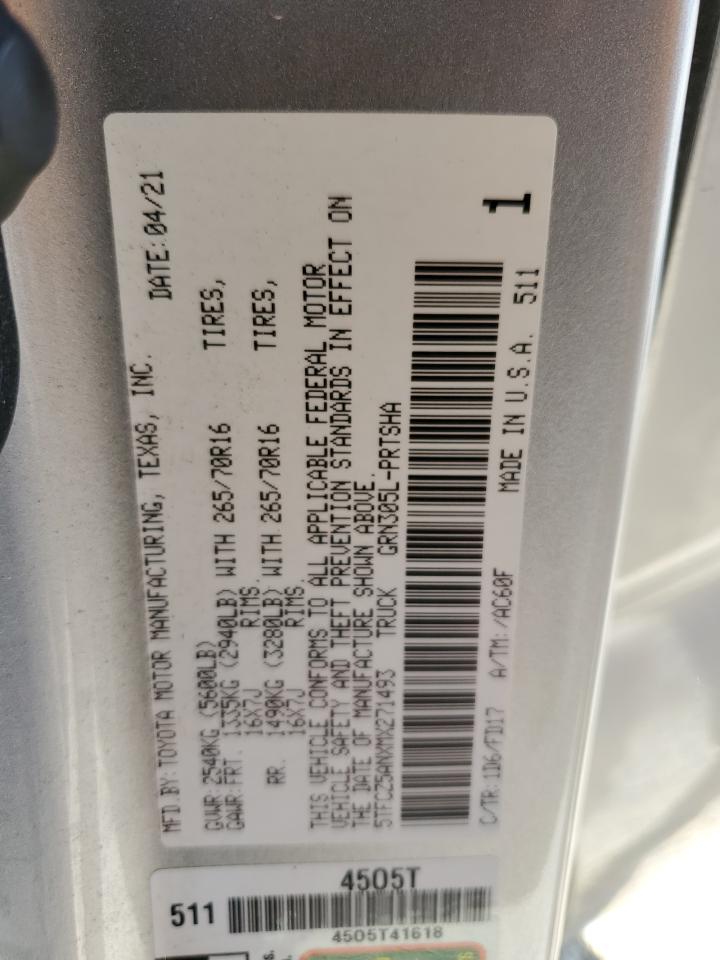 MFD.BY:TOYOTA MOTOR MANUFACTURING, TEXAS, INC. DATE:04/21
GVWR:2540KG(5600LB)
GAWR:FRT. 1335KG (2940LB) WITH 265/70R16 TIRES,
16X7J RIMS.
RR. 1490KG (3280LB) WITH 265/70R16 TIRES,
16X7J RIMS.
THIS VEHICLE CONFORMS TO ALL APPLICABLE FEDERAL MOTOR
VEHICLE SAFETY AND THEFT PREVENTION STANDARDS IN EFFECT ON
THE DATE OF MANUFACTURE SHOWN ABOVE.
5TFCZ5ANXMX271493 TRUCK GRN305L-PRTSHA
1
C/TR:1D6/FD17 A/TM:/AC60F MADE IN U.S.A. 511
4505T
511
4505T41618